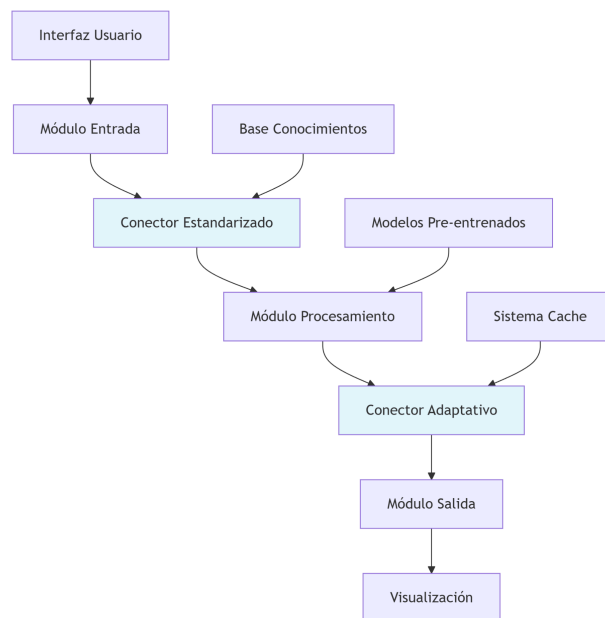 Interfaz Usuario
Módulo Entrada
Base Conocimientos
Conector Estandarizado
Modelos Pre-entrenados
Módulo Procesamiento
Sistema Cache
Conector Adaptativo
Módulo Salida
Visualización